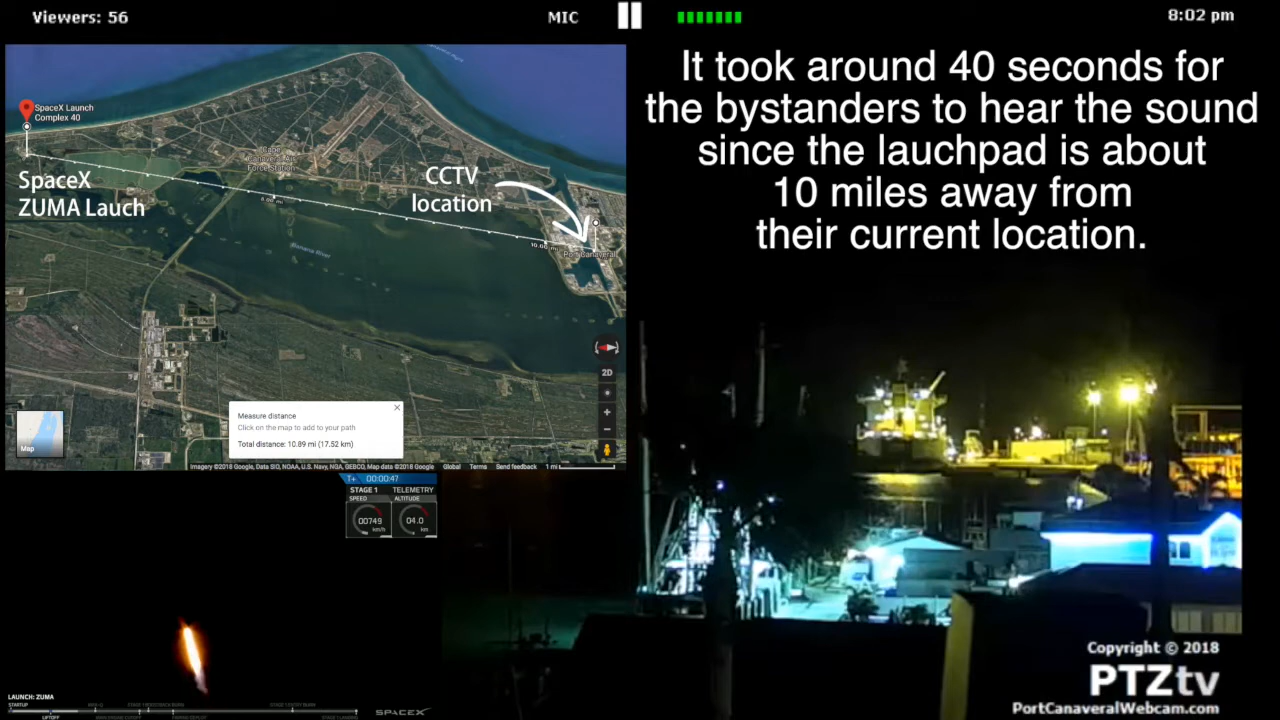 Viewers: 56
MIC
8:02 pm
It took around 40 seconds for
the bystanders to hear the sound
since the lauchpad is about
10 miles away from
their current location.
SpaceX Launch
Complex 40
SpaceX
ZUMA Lauch
CCTV
location
Banana River
10.00 mi
Port Canaveral
2D
Measure distance
Click on the map to add to your path
Total distance: 10.89 mi (17.52 km)
Map
Imagery ©2018 Google, Data SIO, NOAA, U.S. Navy, NGA, GEBCO, Map data ©2018 Google Global Terms Send feedback 1 mi
T+ 00:00:47
STAGE 1 TELEMETRY
SPEED ALTITUDE
00749 04.0
km/h km
LAUNCH: ZUMA
STARTUP
LIFTOFF
SPACEX
Copyright © 2018
PTZtv
PortCanaveralWebcam.com